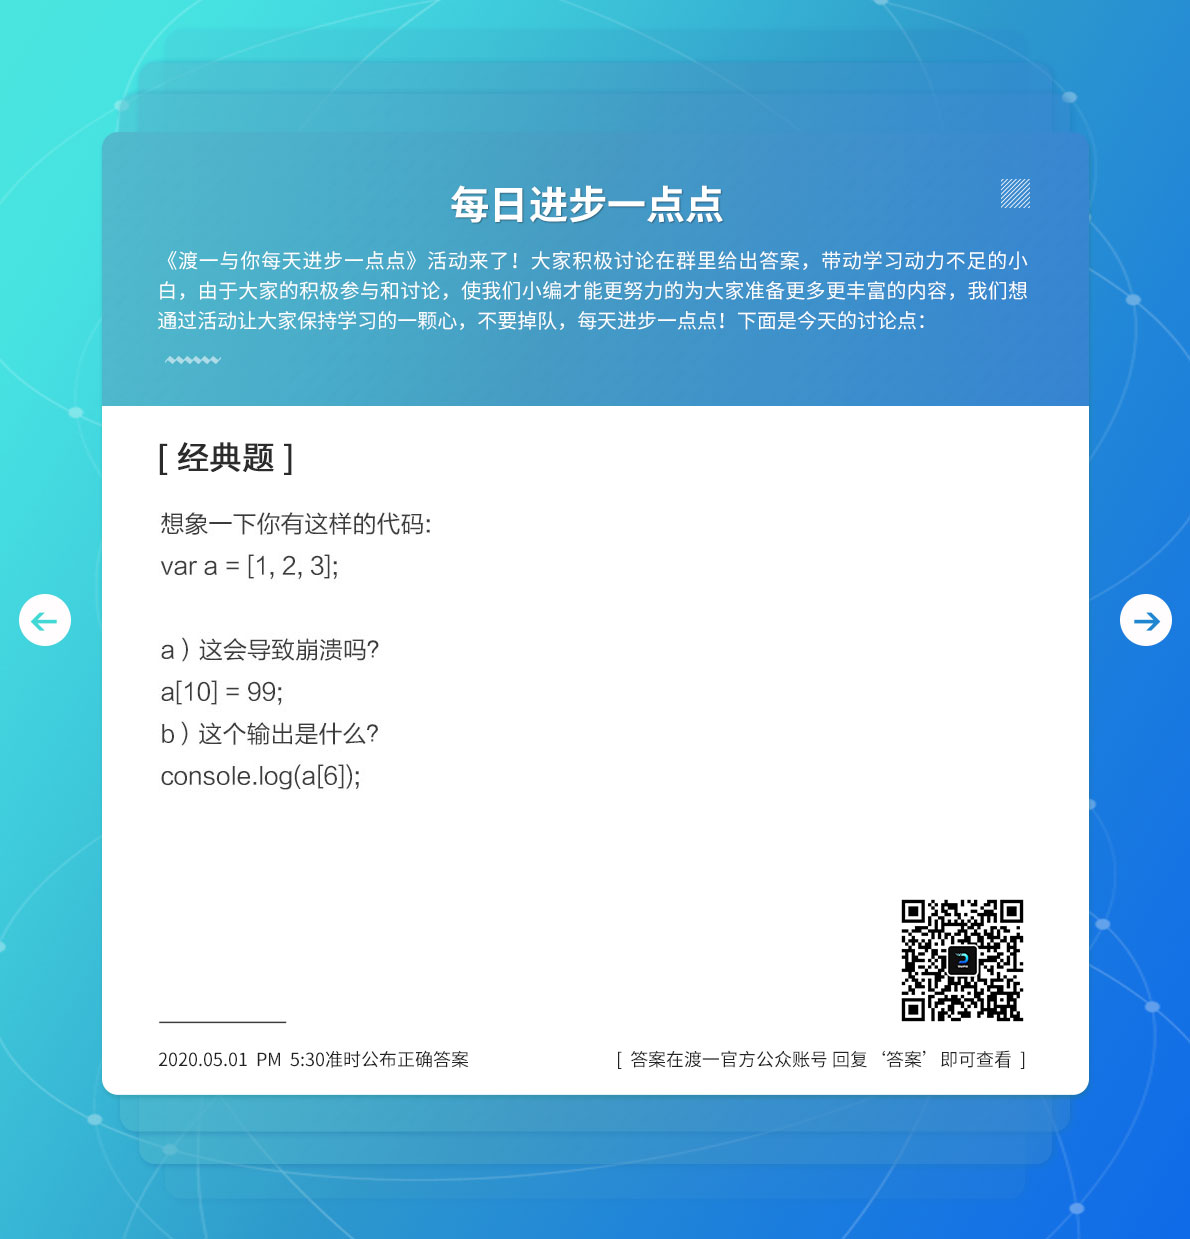 每日进步一点点
《渡一与你每天进步一点点》活动来了！大家积极讨论在群里给出答案，带动学习动力不足的小
白，由于大家的积极参与和讨论，使我们小编才能更努力的为大家准备更多更丰富的内容，我们想
通过活动让大家保持学习的一颗心，不要掉队，每天进步一点点！下面是今天的讨论点：
[ 经典题 ]
想象一下你有这样的代码:
var a = [1, 2, 3];
a ) 这会导致崩溃吗?
a[10] = 99;
b ) 这个输出是什么?
console.log(a[6]);
2020.05.01 PM 5:30准时公布正确答案
[ 答案在渡一官方公众账号 回复 ‘答案’ 即可查看 ]